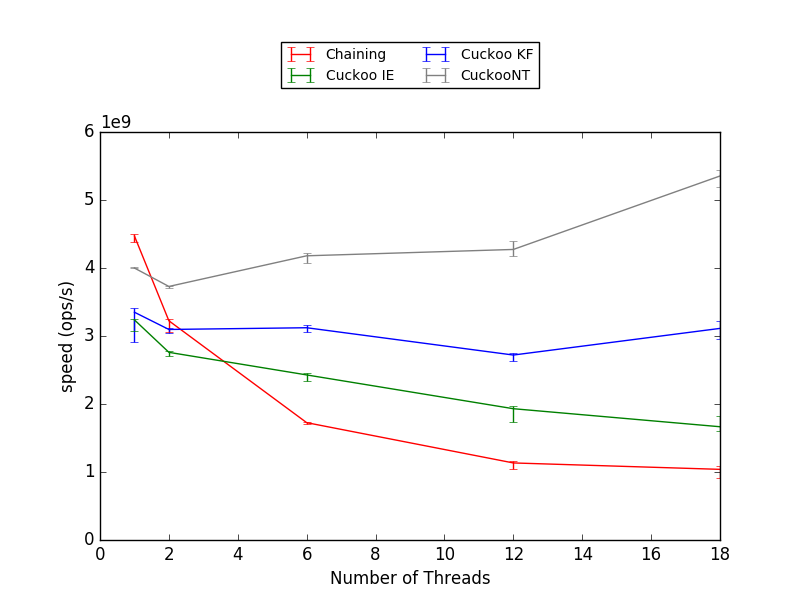 Chaining Cuckoo KF
Cuckoo IE CuckooNT
1e9
6
5
4
3
2
1
0
speed (ops/s)
0 2 4 6 8 10 12 14 16 18
Number of Threads